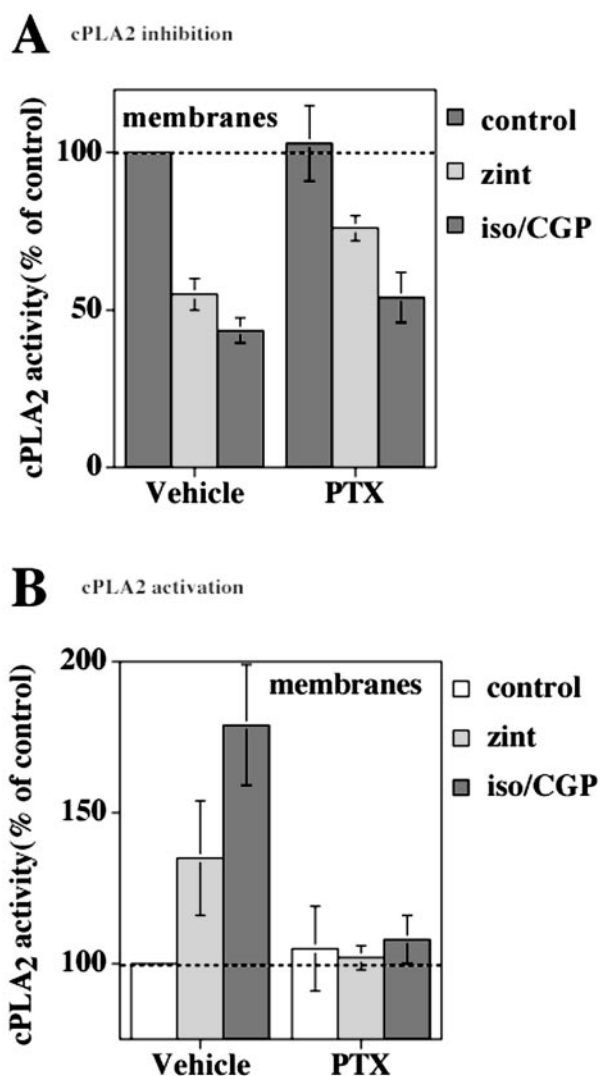 A cPLA2 inhibition
cPLA2 activity(% of control)
100
50
0
membranes
control
zint
iso/CGP
Vehicle PTX
B cPLA2 activation
cPLA2 activity(% of control)
200
150
100
membranes
control
zint
iso/CGP
Vehicle PTX